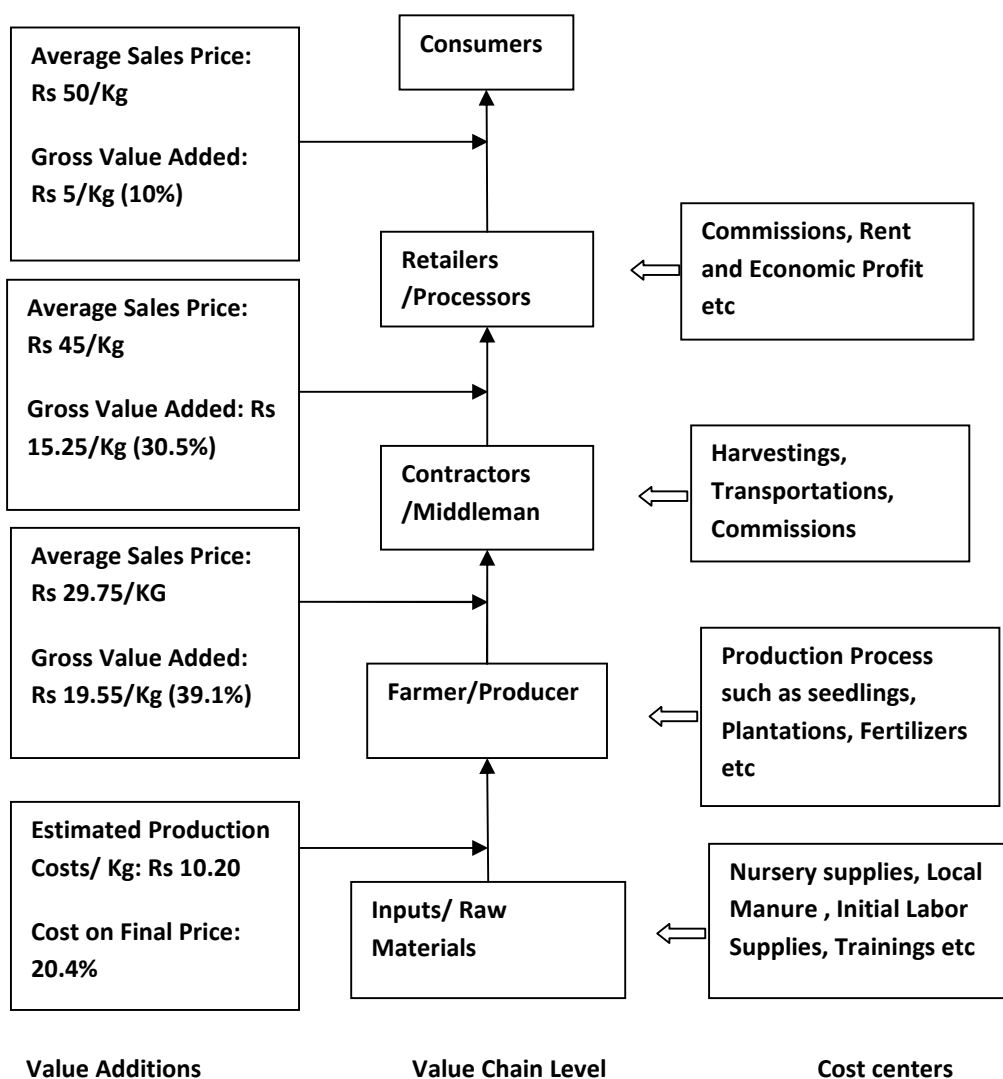 Average Sales Price:
Rs 50/Kg
Gross Value Added:
Rs 5/Kg (10%)
Consumers
Retailers
/Processors
Commissions, Rent
and Economic Profit
etc
Average Sales Price:
Rs 45/Kg
Gross Value Added: Rs
15.25/Kg (30.5%)
Contractors
/Middleman
Harvestings,
Transportations,
Commissions
Average Sales Price:
Rs 29.75/KG
Gross Value Added:
Rs 19.55/Kg (39.1%)
Farmer/Producer
Production Process
such as seedlings,
Plantations, Fertilizers
etc
Estimated Production
Costs/ Kg: Rs 10.20
Cost on Final Price:
20.4%
Inputs/ Raw
Materials
Nursery supplies, Local
Manure , Initial Labor
Supplies, Trainings etc
Value Additions
Value Chain Level
Cost centers